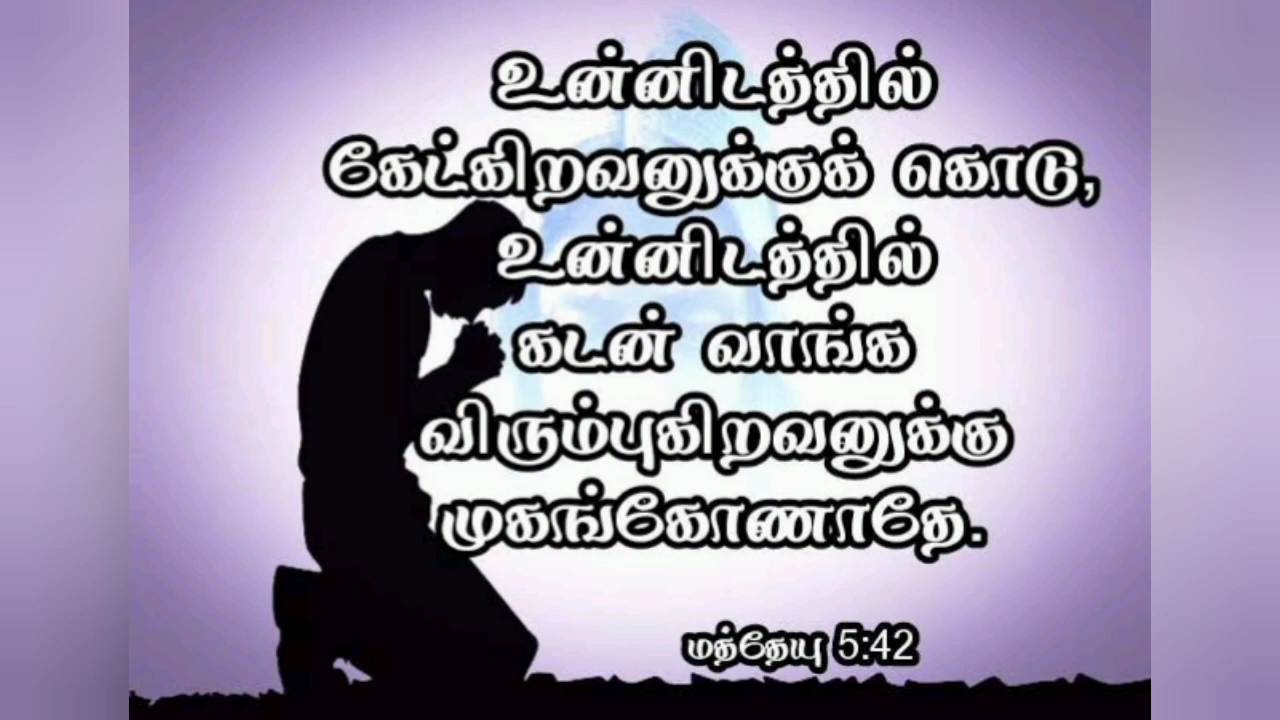 உன்னிடத்தில்
கேட்கிறவனுக்குக் கொடு,
உன்னிடத்தில்
கடன் வாங்க
விரும்புகிறவனுக்கு
முகங்கோணாதே.
மத்தேயு 5:42